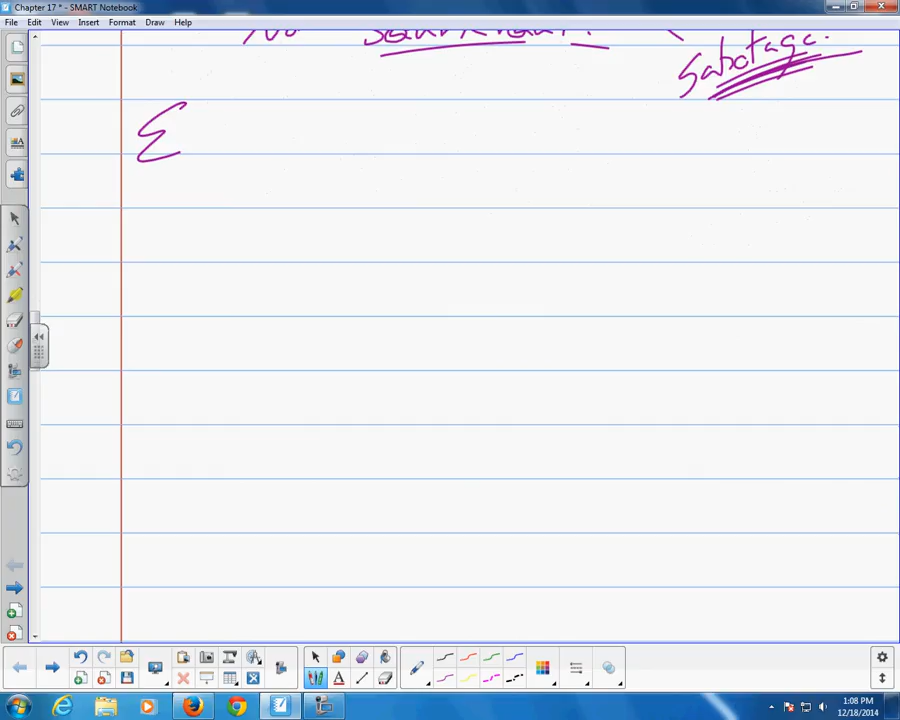 Chapter 17 * - SMART Notebook
File Edit View Insert Format Draw Help
Sabotage.
E
1:08 PM
12/18/2014